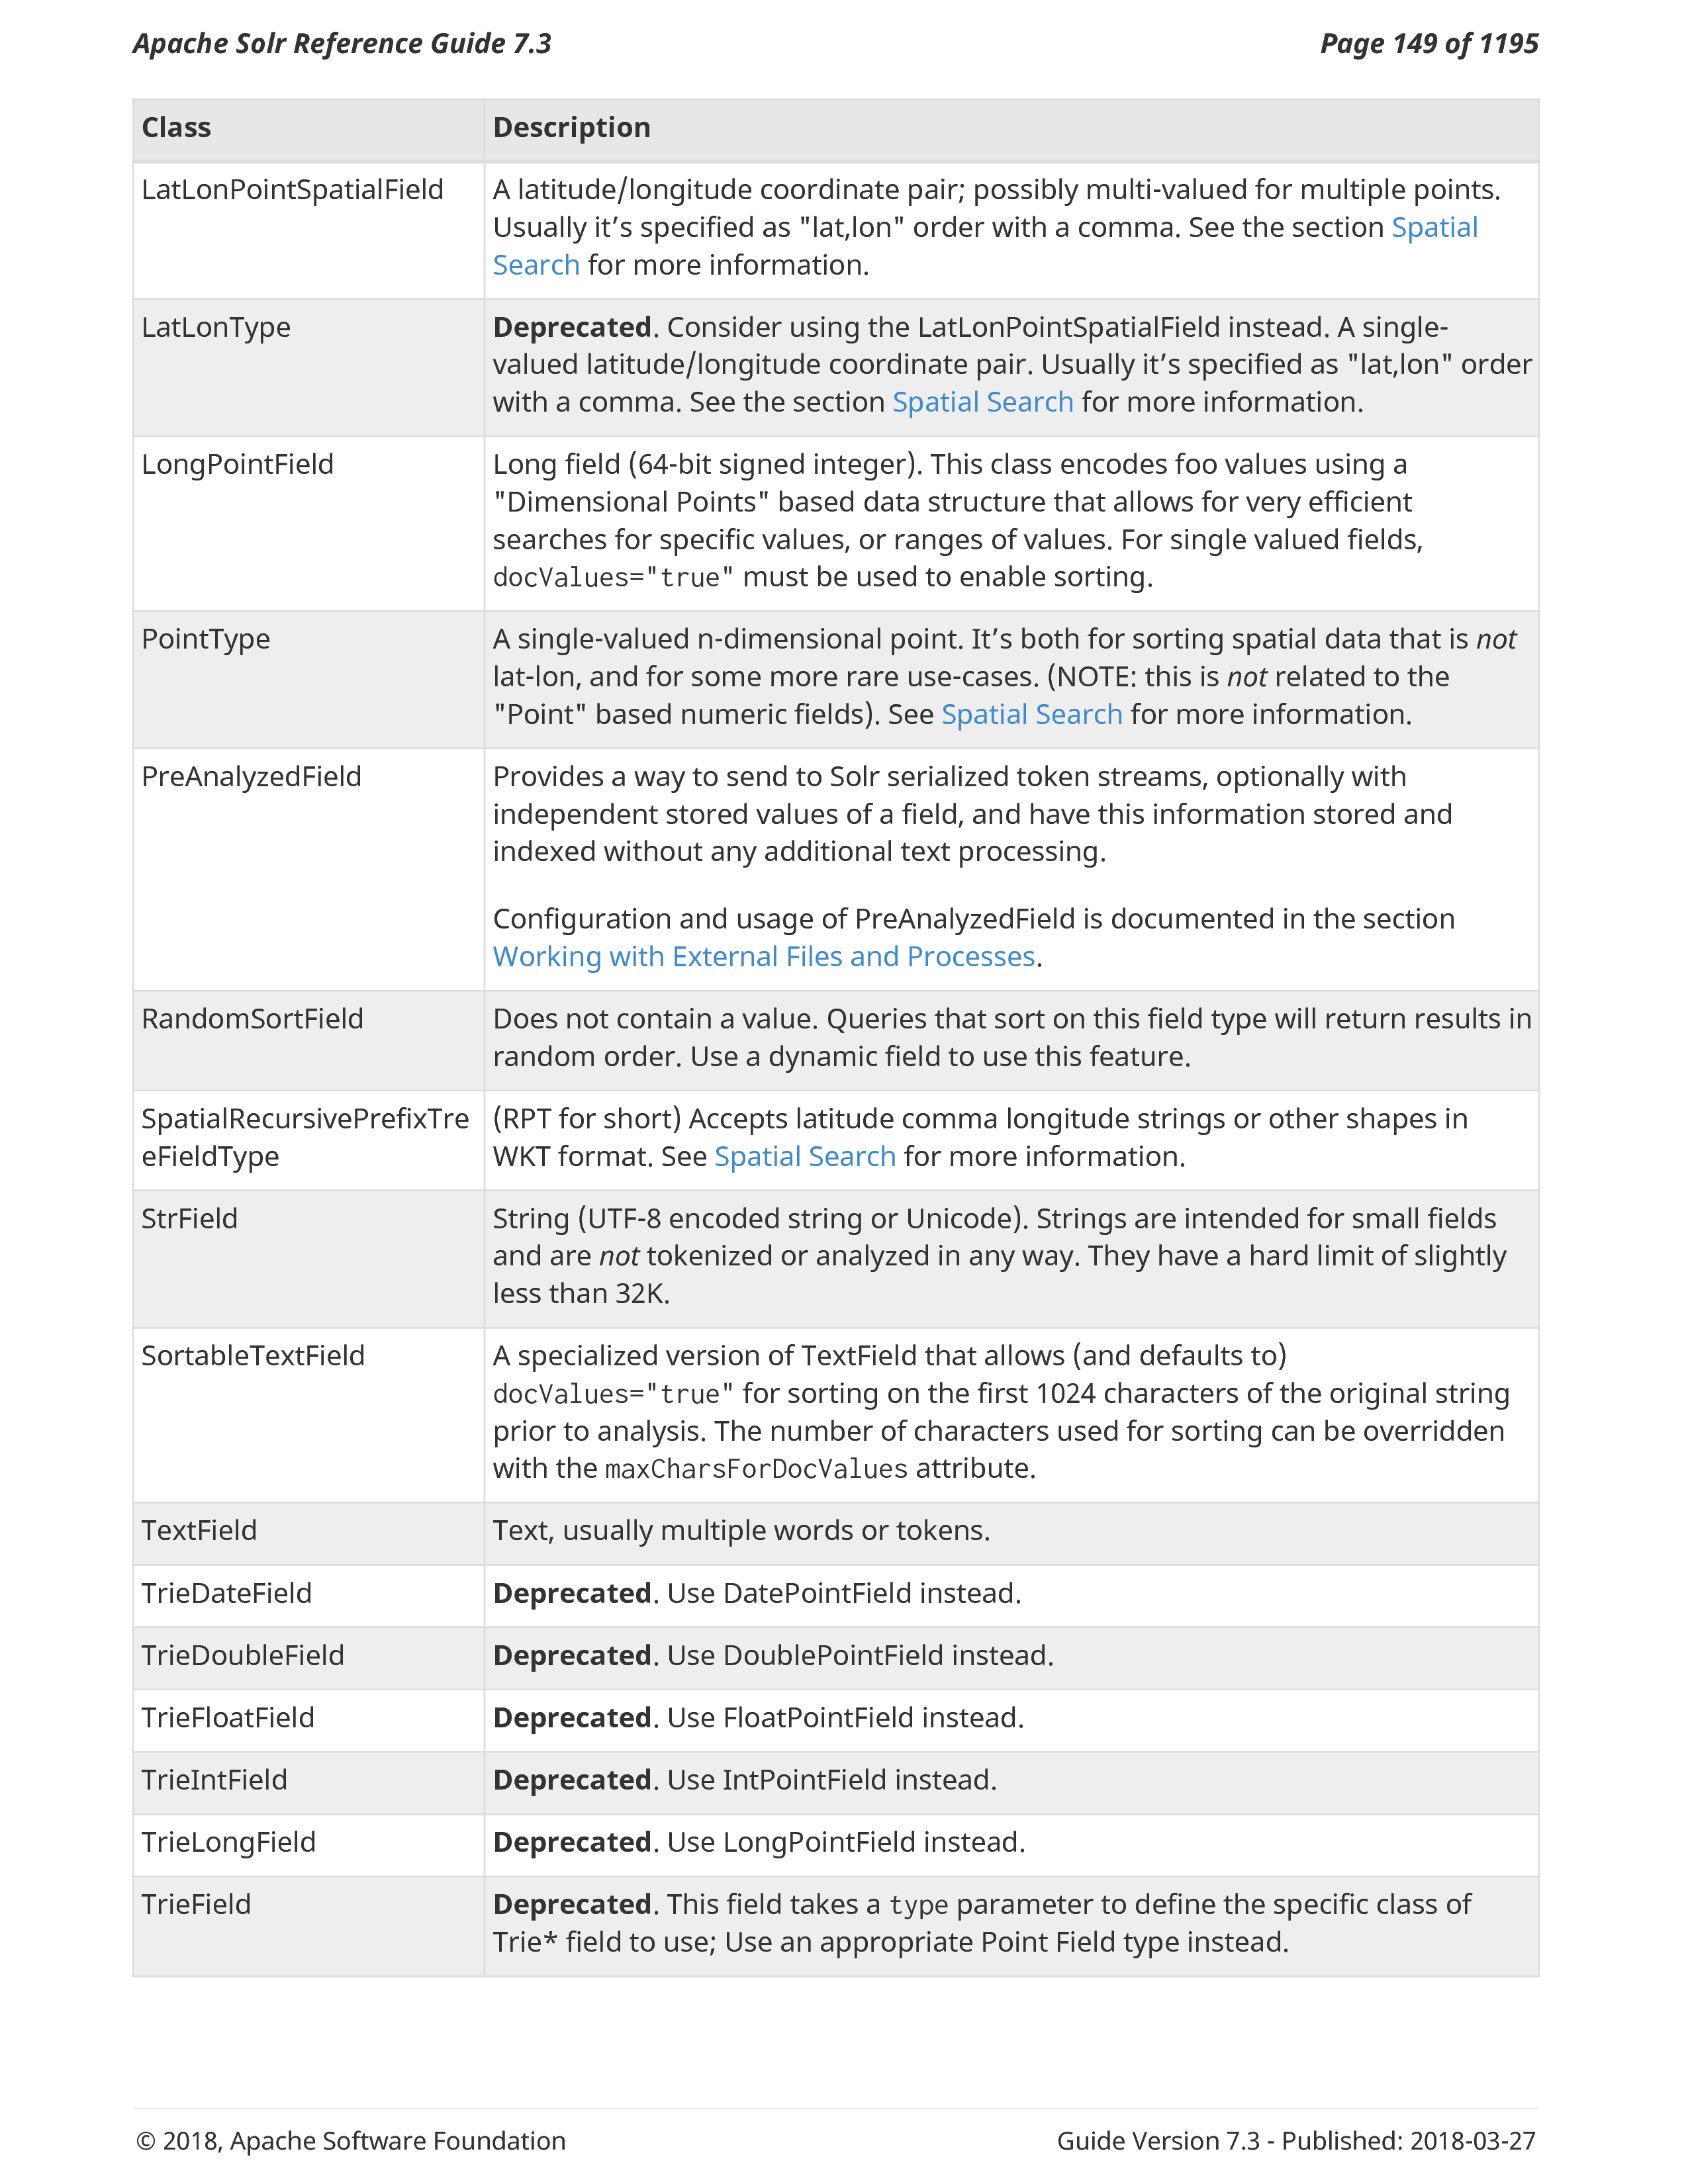 Apache Solr Reference Guide 7.3 Page 149 of 1195
Class Description
LatLonPointSpatialField A latitude/longitude coordinate pair; possibly multi-valued for multiple points.
Usually it’s specified as "lat,lon" order with a comma. See the section Spatial
Search for more information.
LatLonType Deprecated. Consider using the LatLonPointSpatialField instead. A single-
valued latitude/longitude coordinate pair. Usually it’s specified as "lat,lon" order
with a comma. See the section Spatial Search for more information.
LongPointField Long field (64-bit signed integer). This class encodes foo values using a
"Dimensional Points" based data structure that allows for very efficient
searches for specific values, or ranges of values. For single valued fields,
docValues="true" must be used to enable sorting.
PointType A single-valued n-dimensional point. It’s both for sorting spatial data that is not
lat-lon, and for some more rare use-cases. (NOTE: this is not related to the
"Point" based numeric fields). See Spatial Search for more information.
PreAnalyzedField Provides a way to send to Solr serialized token streams, optionally with
independent stored values of a field, and have this information stored and
indexed without any additional text processing.
Configuration and usage of PreAnalyzedField is documented in the section
Working with External Files and Processes.
RandomSortField Does not contain a value. Queries that sort on this field type will return results in
random order. Use a dynamic field to use this feature.
SpatialRecursivePrefixTre (RPT for short) Accepts latitude comma longitude strings or other shapes in
eFieldType WKT format. See Spatial Search for more information.
StrField String (UTF-8 encoded string or Unicode). Strings are intended for small fields
and are not tokenized or analyzed in any way. They have a hard limit of slightly
less than 32K.
SortableTextField A specialized version of TextField that allows (and defaults to)
docValues="true" for sorting on the first 1024 characters of the original string
prior to analysis. The number of characters used for sorting can be overridden
with the maxCharsForDocValues attribute.
TextField Text, usually multiple words or tokens.
TrieDateField Deprecated. Use DatePointField instead.
TrieDoubleField Deprecated. Use DoublePointField instead.
TrieFloatField Deprecated. Use FloatPointField instead.
TrieIntField Deprecated. Use IntPointField instead.
TrieLongField Deprecated. Use LongPointField instead.
TrieField Deprecated. This field takes a type parameter to define the specific class of
Trie* field to use; Use an appropriate Point Field type instead.
© 2018, Apache Software Foundation Guide Version 7.3 - Published: 2018-03-27